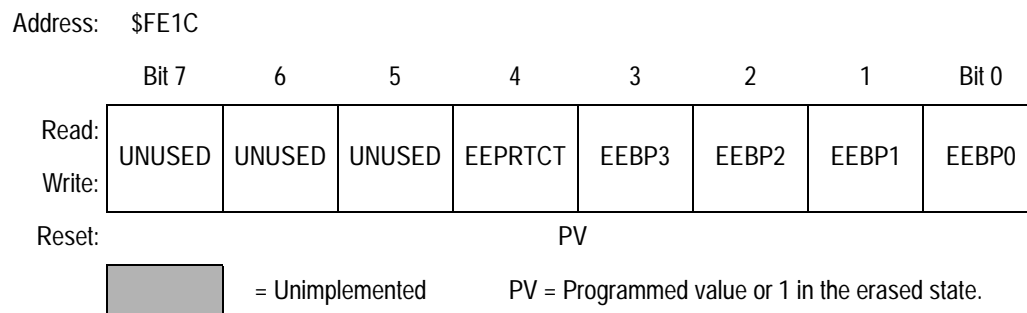 Address: $FE1C
Bit 7 6 5 4 3 2 1 Bit 0
Read:
UNUSED UNUSED UNUSED EEPRTCT EEBP3 EEBP2 EEBP1 EEBP0
Write:
Reset: PV
= Unimplemented PV = Programmed value or 1 in the erased state.